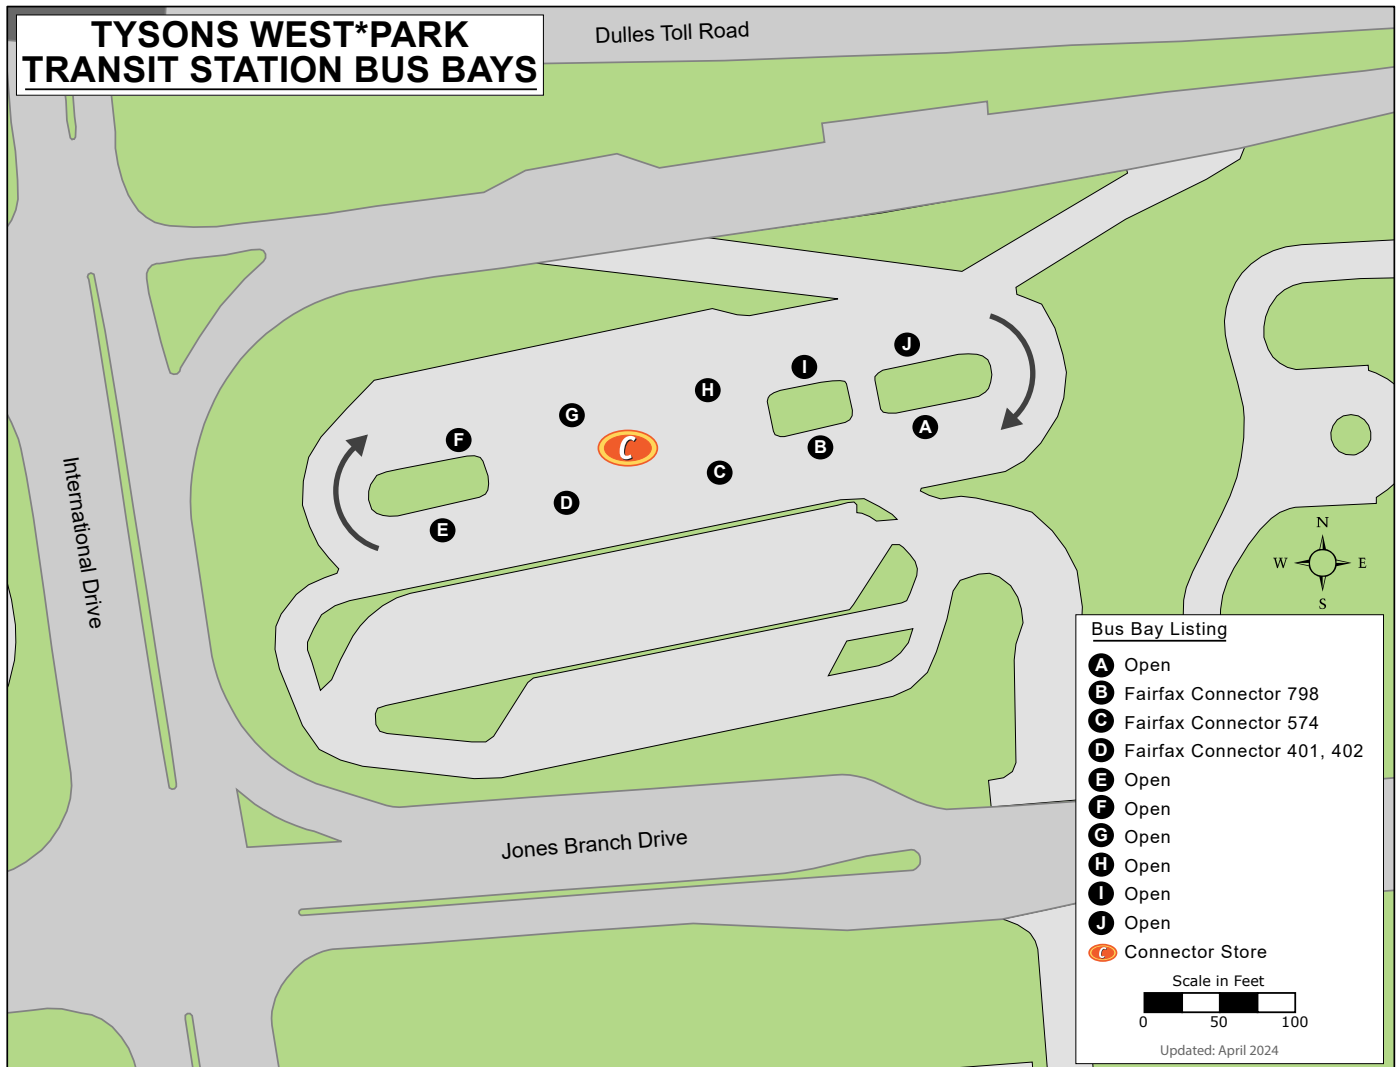 TYSONS WEST*PARK
TRANSIT STATION BUS BAYS
Dulles Toll Road
J
I
H
A
G
F
B
C
C
D
E
International Drive
N
W E
S
Jones Branch Drive
Bus Bay Listing
A Open
B Fairfax Connector 798
C Fairfax Connector 574
D Fairfax Connector 401, 402
E Open
F Open
G Open
H Open
I Open
J Open
C Connector Store
Scale in Feet
0 50 100
Updated: April 2024